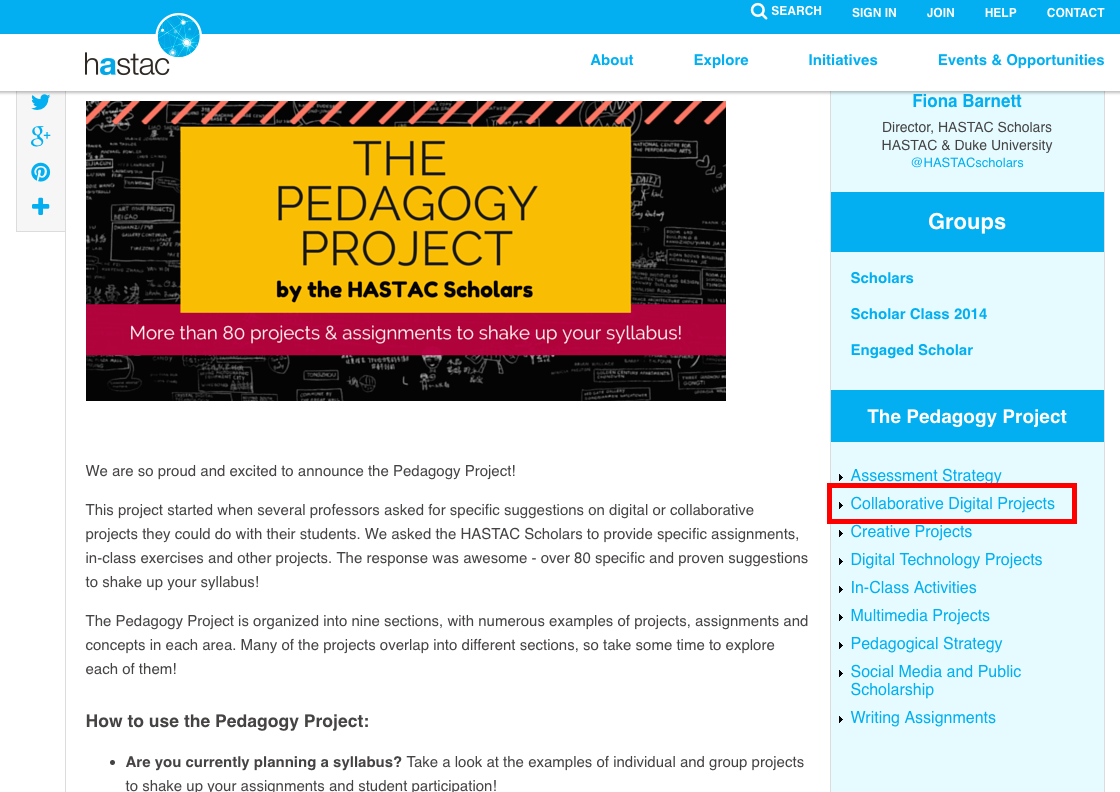 SEARCH SIGN IN JOIN HELP CONTACT
hastac
About Explore Initiatives Events & Opportunities
g+
THE
PEDAGOGY
PROJECT
by the HASTAC Scholars
More than 80 projects & assignments to shake up your syllabus!
We are so proud and excited to announce the Pedagogy Project!
This project started when several professors asked for specific suggestions on digital or collaborative
projects they could do with their students. We asked the HASTAC Scholars to provide specific assignments,
in-class exercises and other projects. The response was awesome - over 80 specific and proven suggestions
to shake up your syllabus!
The Pedagogy Project is organized into nine sections, with numerous examples of projects, assignments and
concepts in each area. Many of the projects overlap into different sections, so take some time to explore
each of them!
How to use the Pedagogy Project:
• Are you currently planning a syllabus? Take a look at the examples of individual and group projects
to shake up your assignments and student participation!
Fiona Barnett
Director, HASTAC Scholars
HASTAC & Duke University
@HASTACscholars
Groups
Scholars
Scholar Class 2014
Engaged Scholar
The Pedagogy Project
Assessment Strategy
Collaborative Digital Projects
Creative Projects
Digital Technology Projects
In-Class Activities
Multimedia Projects
Pedagogical Strategy
Social Media and Public
Scholarship
Writing Assignments